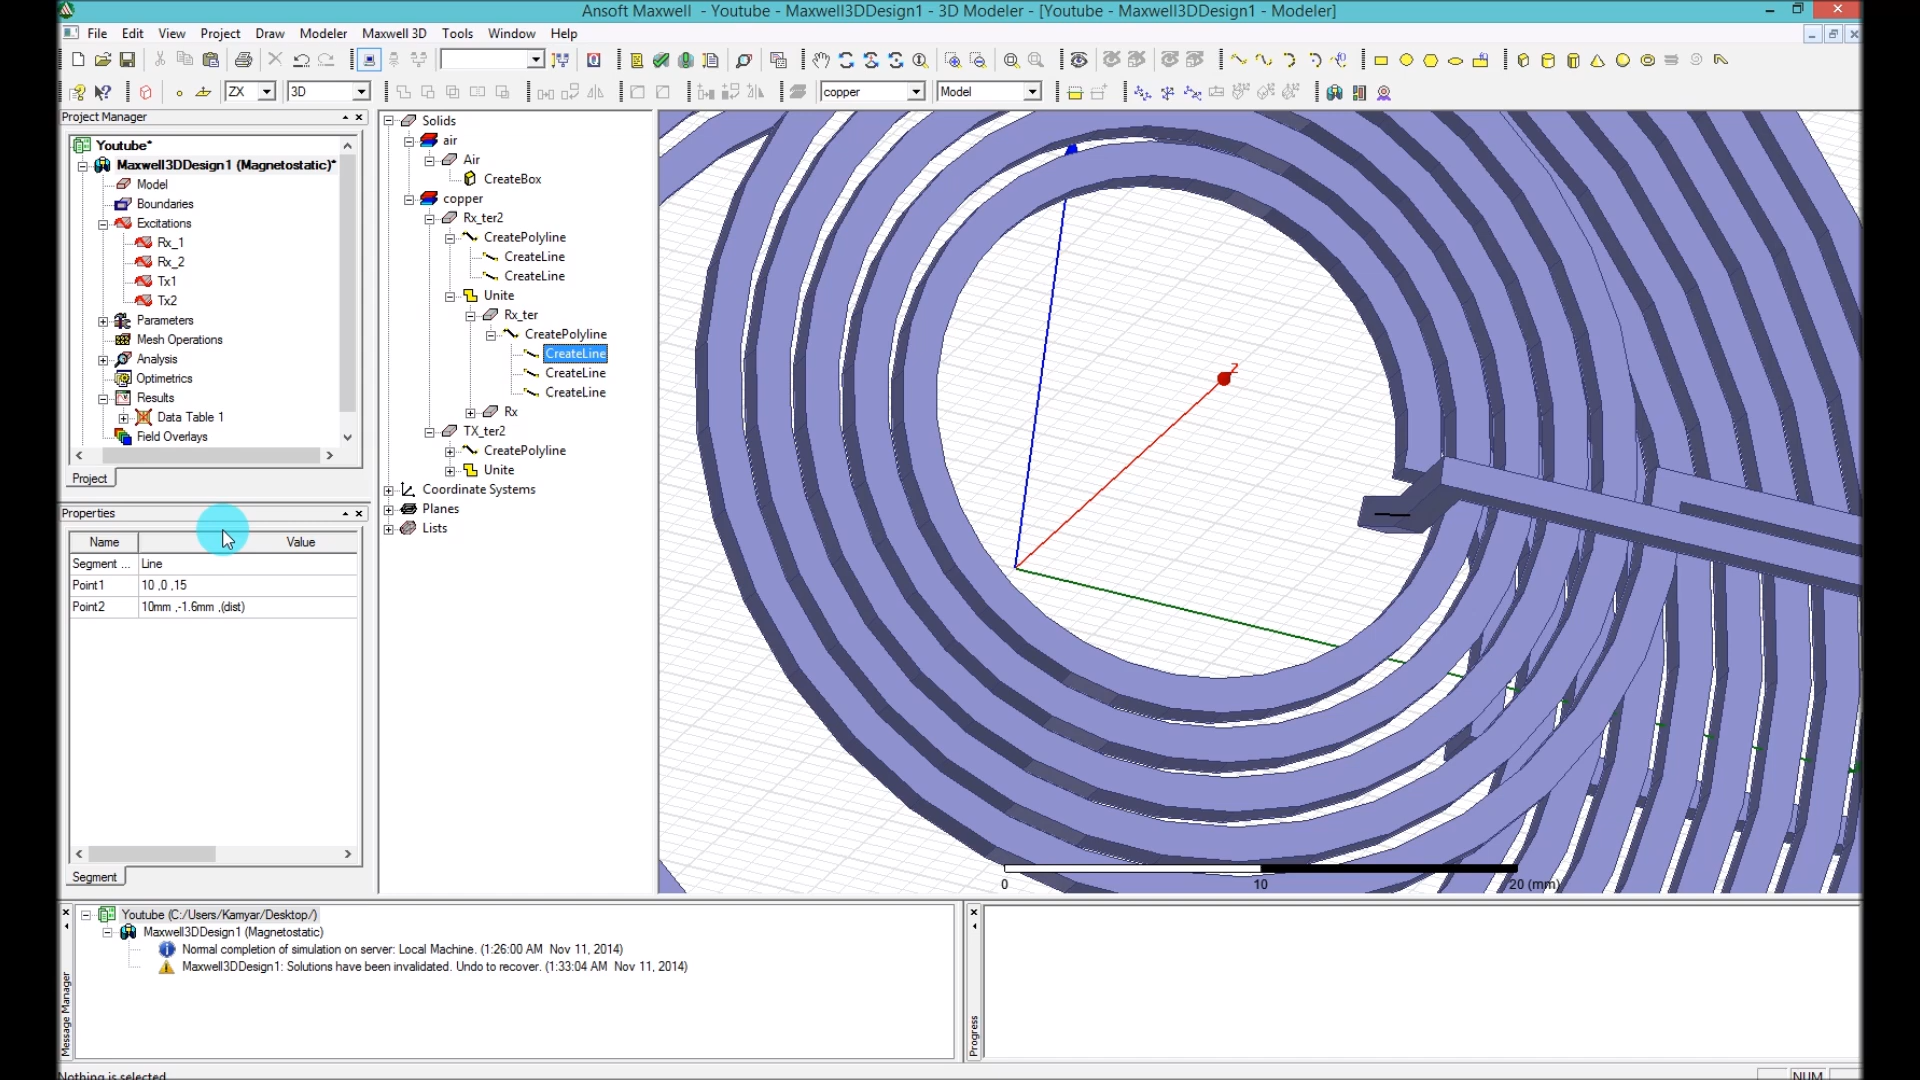 Ansoft Maxwell - Youtube - Maxwell3DDesign1 - 3D Modeler - [Youtube - Maxwell3DDesign1 - Modeler]
File Edit View Project Draw Modeler Maxwell 3D Tools Window Help
ZX 3D copper Model
Project Manager
Youtube*
Maxwell3DDesign1 (Magnetostatic)*
Model
Boundaries
Excitations
Rx_1
Rx_2
Tx1
Tx2
Parameters
Mesh Operations
Analysis
Optimetrics
Results
Data Table 1
Field Overlays
Project
Properties
Name Value
Segment ... Line
Point1 10 ,0 ,15
Point2 10mm ,-1.6mm ,(dist)
Segment
Solids
air
Air
CreateBox
copper
Rx_ter2
CreatePolyline
CreateLine
CreateLine
Unite
Rx_ter
CreatePolyline
CreateLine
CreateLine
CreateLine
Rx
TX_ter2
CreatePolyline
Unite
Coordinate Systems
Planes
Lists
Z
0 10 20 (mm)
Message Manager
Youtube (C:/Users/Kamyar/Desktop/)
Maxwell3DDesign1 (Magnetostatic)
Normal completion of simulation on server: Local Machine. (1:26:00 AM Nov 11, 2014)
Maxwell3DDesign1: Solutions have been invalidated. Undo to recover. (1:33:04 AM Nov 11, 2014)
Progress
Nothing is selected
NUM